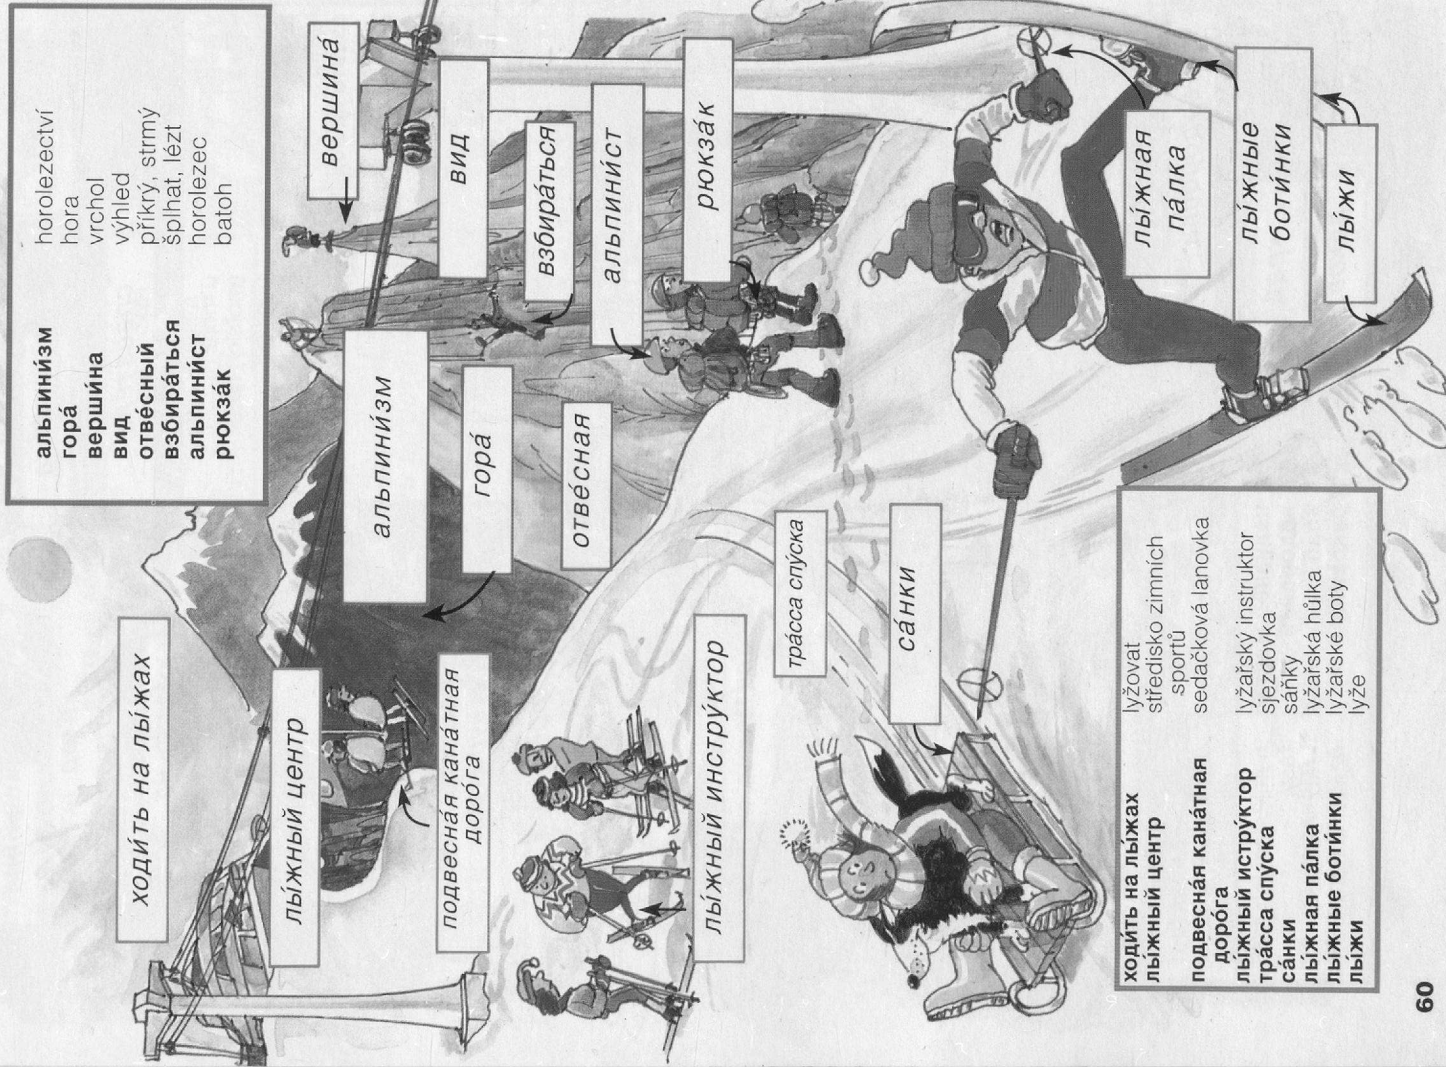 альпини́зм horolezectví
гора́ hora
верши́на vrchol
вид výhled
отве́сный příkrý, strmý
взбира́ться šplhat, lézt
альпини́ст horolezec
рюкза́к batoh
ходи́ть на лы́жах
лы́жный центр
вершина́
альпини́зм
вид
подвесна́я кана́тная
доро́га
гора́
взбира́ться
отве́сная
альпини́ст
рюкза́к
лы́жный инстру́ктор
тра́сса спу́ска
са́нки
лы́жная
па́лка
лы́жные
боти́нки
лы́жи
ходи́ть на лы́жах lyžovat
лы́жный центр středisko zimních
sportů
подвесна́я кана́тная sedačková lanovka
доро́га
лы́жный иструктор lyžařský instruktor
тра́сса спу́ска sjezdovka
са́нки sáňky
лы́жная па́лка lyžařská hůlka
лы́жные боти́нки lyžařské boty
лы́жи lyže
60